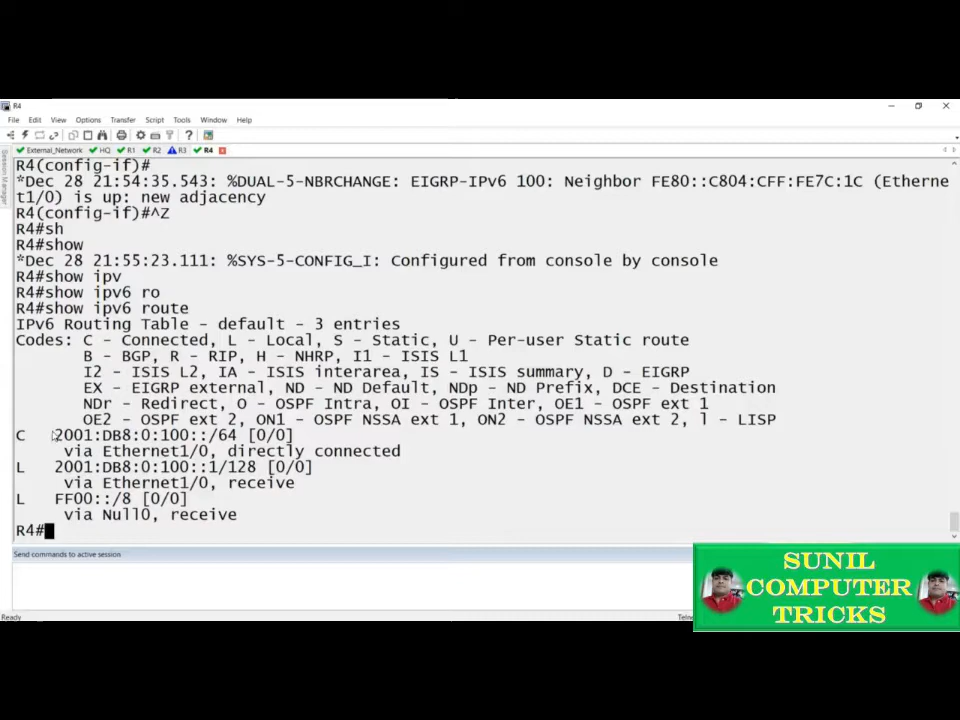 R4
File Edit View Options Transfer Script Tools Window Help
External_Network HQ R1 R2 R3 R4
Session Manager
R4(config-if)#
*Dec 28 21:54:35.543: %DUAL-5-NBRCHANGE: EIGRP-IPv6 100: Neighbor FE80::C804:CFF:FE7C:1C (Etherne
t1/0) is up: new adjacency
R4(config-if)#^Z
R4#sh
R4#show
*Dec 28 21:55:23.111: %SYS-5-CONFIG_I: Configured from console by console
R4#show ipv
R4#show ipv6 ro
R4#show ipv6 route
IPv6 Routing Table - default - 3 entries
Codes: C - Connected, L - Local, S - Static, U - Per-user Static route
B - BGP, R - RIP, H - NHRP, I1 - ISIS L1
I2 - ISIS L2, IA - ISIS interarea, IS - ISIS summary, D - EIGRP
EX - EIGRP external, ND - ND Default, NDp - ND Prefix, DCE - Destination
NDr - Redirect, O - OSPF Intra, OI - OSPF Inter, OE1 - OSPF ext 1
OE2 - OSPF ext 2, ON1 - OSPF NSSA ext 1, ON2 - OSPF NSSA ext 2, l - LISP
C 2001:DB8:0:100::/64 [0/0]
via Ethernet1/0, directly connected
L 2001:DB8:0:100::1/128 [0/0]
via Ethernet1/0, receive
L FF00::/8 [0/0]
via Null0, receive
R4#
Send commands to active session
Ready
SUNIL
COMPUTER
TRICKS